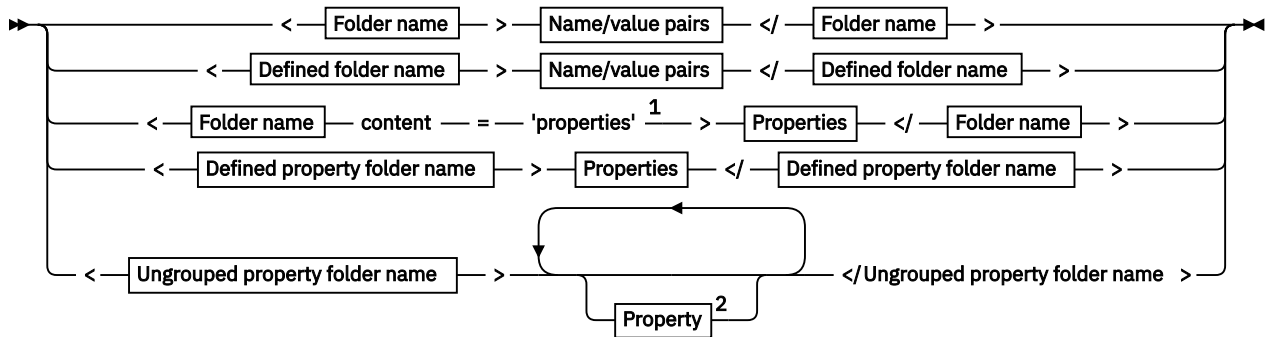 < Folder name > Name/value pairs </ Folder name >
< Defined folder name > Name/value pairs </ Defined folder name >
< Folder name content = 'properties' 1 > Properties </ Folder name >
< Defined property folder name > Properties </ Defined property folder name >
< Ungrouped property folder name > </Ungrouped property folder name >
Property 2